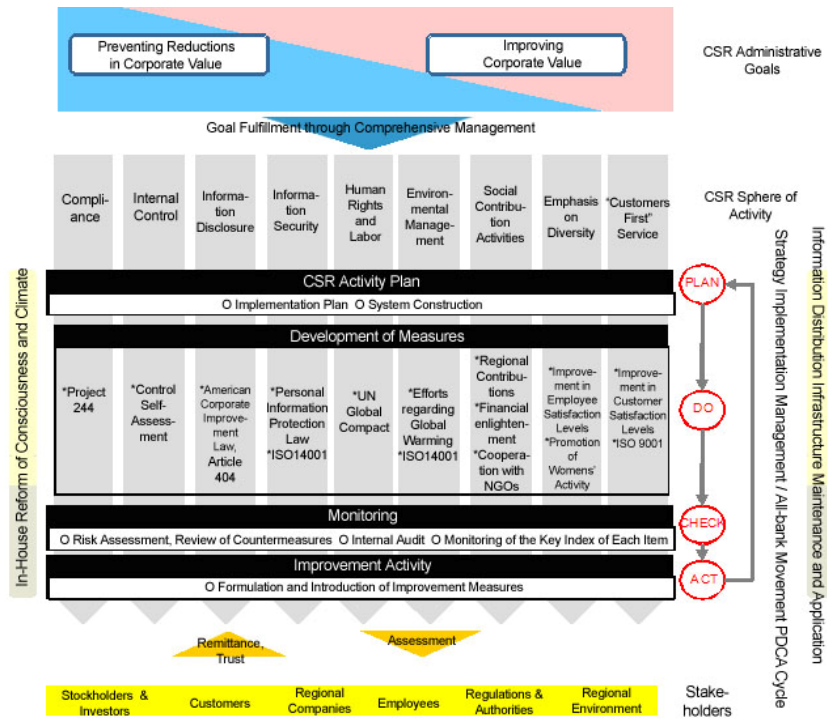 Preventing Reductions
in Corporate Value
Improving
Corporate Value
CSR Administrative
Goals
Goal Fulfillment through Comprehensive Management
Compli-
ance
Internal
Control
Informa-
tion
Disclosure
Informa-
tion
Security
Human
Rights
and
Labor
Environ-
mental
Manage-
ment
Social
Contribution
Activities
Emphasis
on
Diversity
"Customers
First"
Service
CSR Sphere of
Activity
CSR Activity Plan
O Implementation Plan O System Construction
PLAN
Development of Measures
*Project
244
*Control
Self-
Assess-
ment
*American
Corporate
Improve-
ment
Law,
Article
404
*Personal
Information
Protection
Law
*ISO14001
*UN
Global
Compact
*Efforts
regarding
Global
Warming
*ISO14001
*Regional
Contribu-
tions
*Financial
enlighten-
ment
*Coopera-
tion with
NGOs
*Improve-
ment in
Employee
Satisfaction
Levels
*Promotion
of
Womens'
Activity
*Improve-
ment in
Customer
Satisfaction
Levels
* ISO 9001
DO
Monitoring
O Risk Assessment, Review of Countermeasures O Internal Audit O Monitoring of the Key Index of Each Item
CHECK
Improvement Activity
O Formulation and Introduction of Improvement Measures
ACT
In-House Reform of Consciousness and Climate
Strategy Implementation Management / All-bank Movement PDCA Cycle
Information Distribution Infrastructure Maintenance and Application
Remittance,
Trust
Assessment
Stockholders &
Investors
Customers
Regional
Companies
Employees
Regulations &
Authorities
Regional
Environment
Stake-
holders